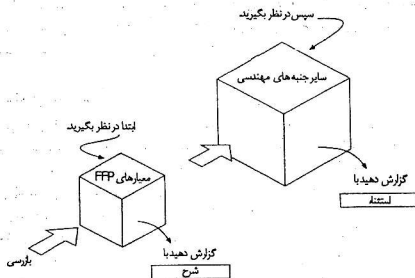 سپس در نظر بگیرید
سایر جنبه‌های مهندسی
ابتدا در نظر بگیرید
معیارهای FFP
گزارش دهید با
استثناء
گزارش دهید با
شرح
بازرسی